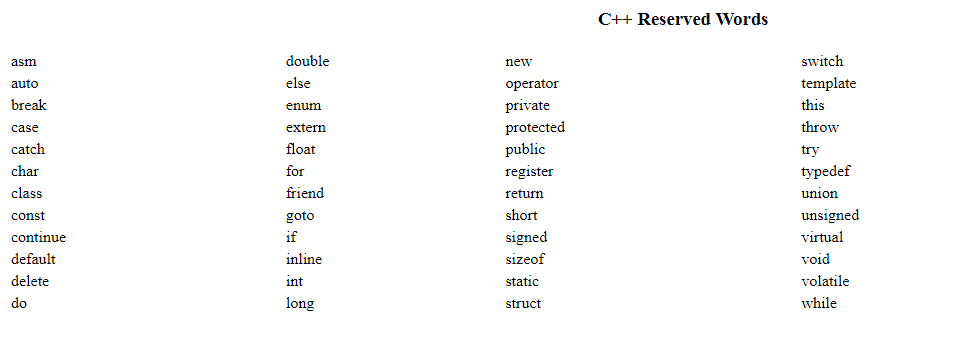 C++ Reserved Words
asm double new switch
auto else operator template
break enum private this
case extern protected throw
catch float public try
char for register typedef
class friend return union
const goto short unsigned
continue if signed virtual
default inline sizeof void
delete int static volatile
do long struct while